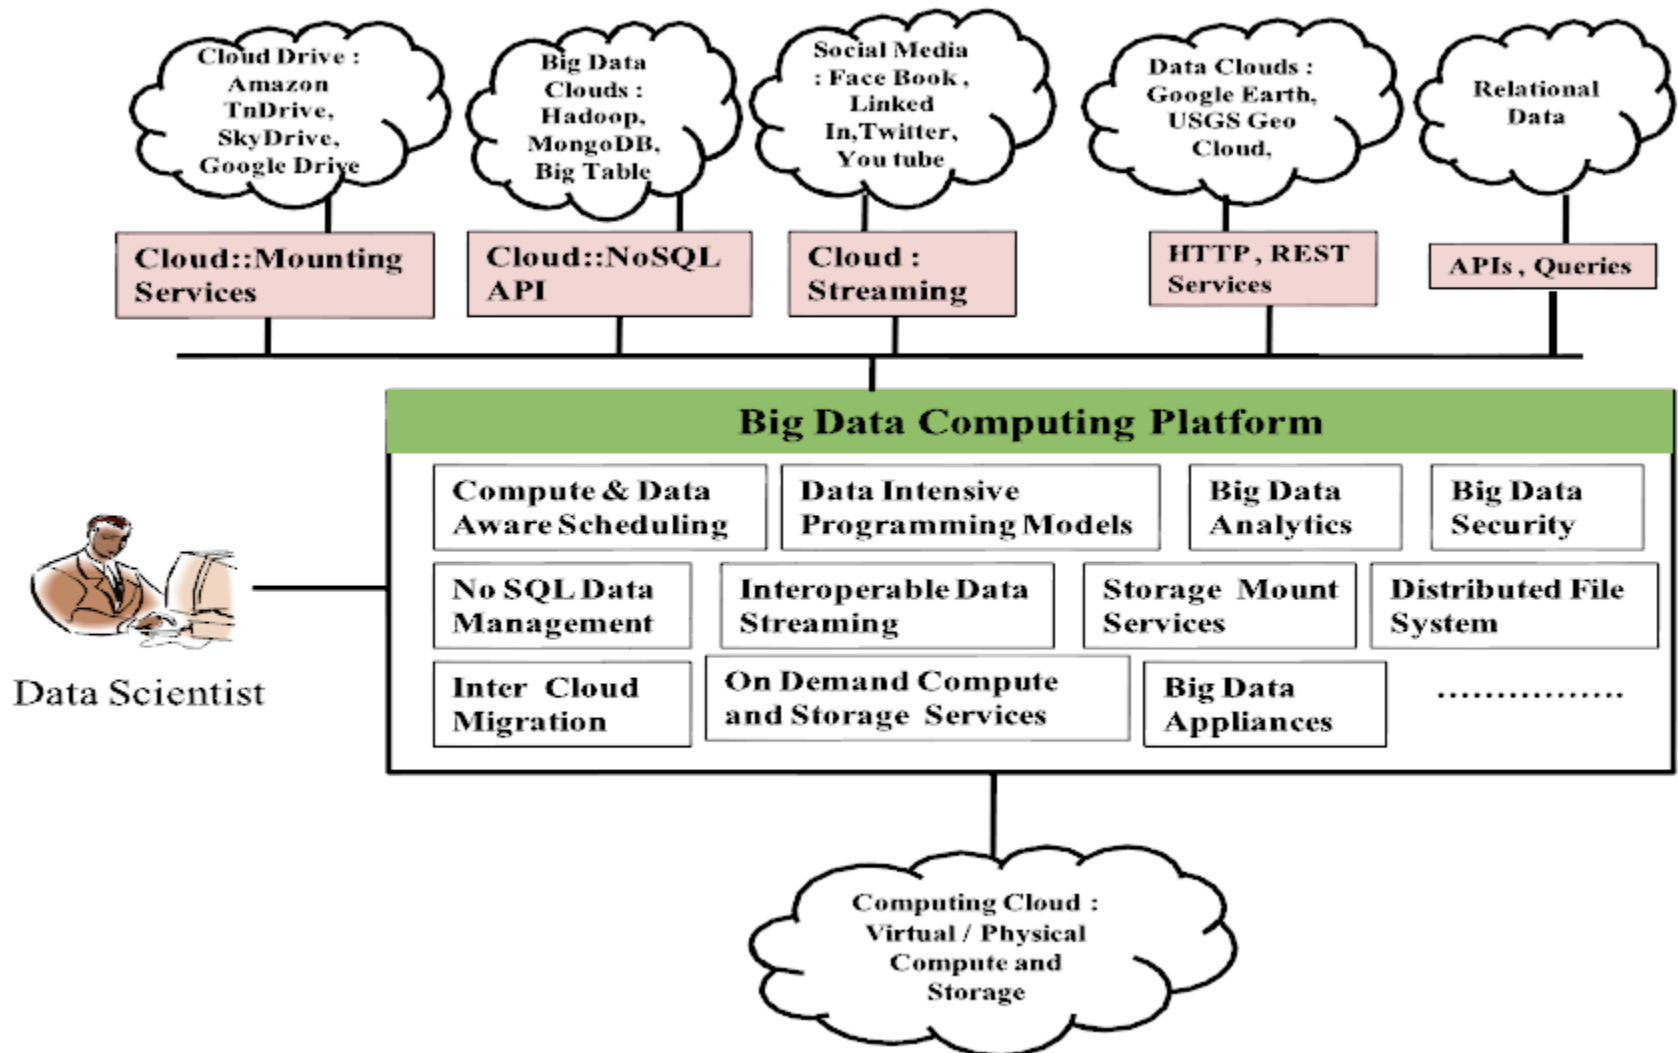 Cloud Drive :
Amazon
TnDrive,
SkyDrive,
Google Drive
Big Data
Clouds :
Hadoop,
MongoDB,
Big Table
Social Media
: Face Book ,
Linked
In,Twitter,
You tube
Data Clouds :
Google Earth,
USGS Geo
Cloud,
Relational
Data
Cloud::Mounting
Services
Cloud::NoSQL
API
Cloud :
Streaming
HTTP , REST
Services
APIs , Queries
Big Data Computing Platform
Compute & Data
Aware Scheduling
Data Intensive
Programming Models
Big Data
Analytics
Big Data
Security
No SQL Data
Management
Interoperable Data
Streaming
Storage Mount
Services
Distributed File
System
Inter Cloud
Migration
On Demand Compute
and Storage Services
Big Data
Appliances
................
Data Scientist
Computing Cloud :
Virtual / Physical
Compute and
Storage